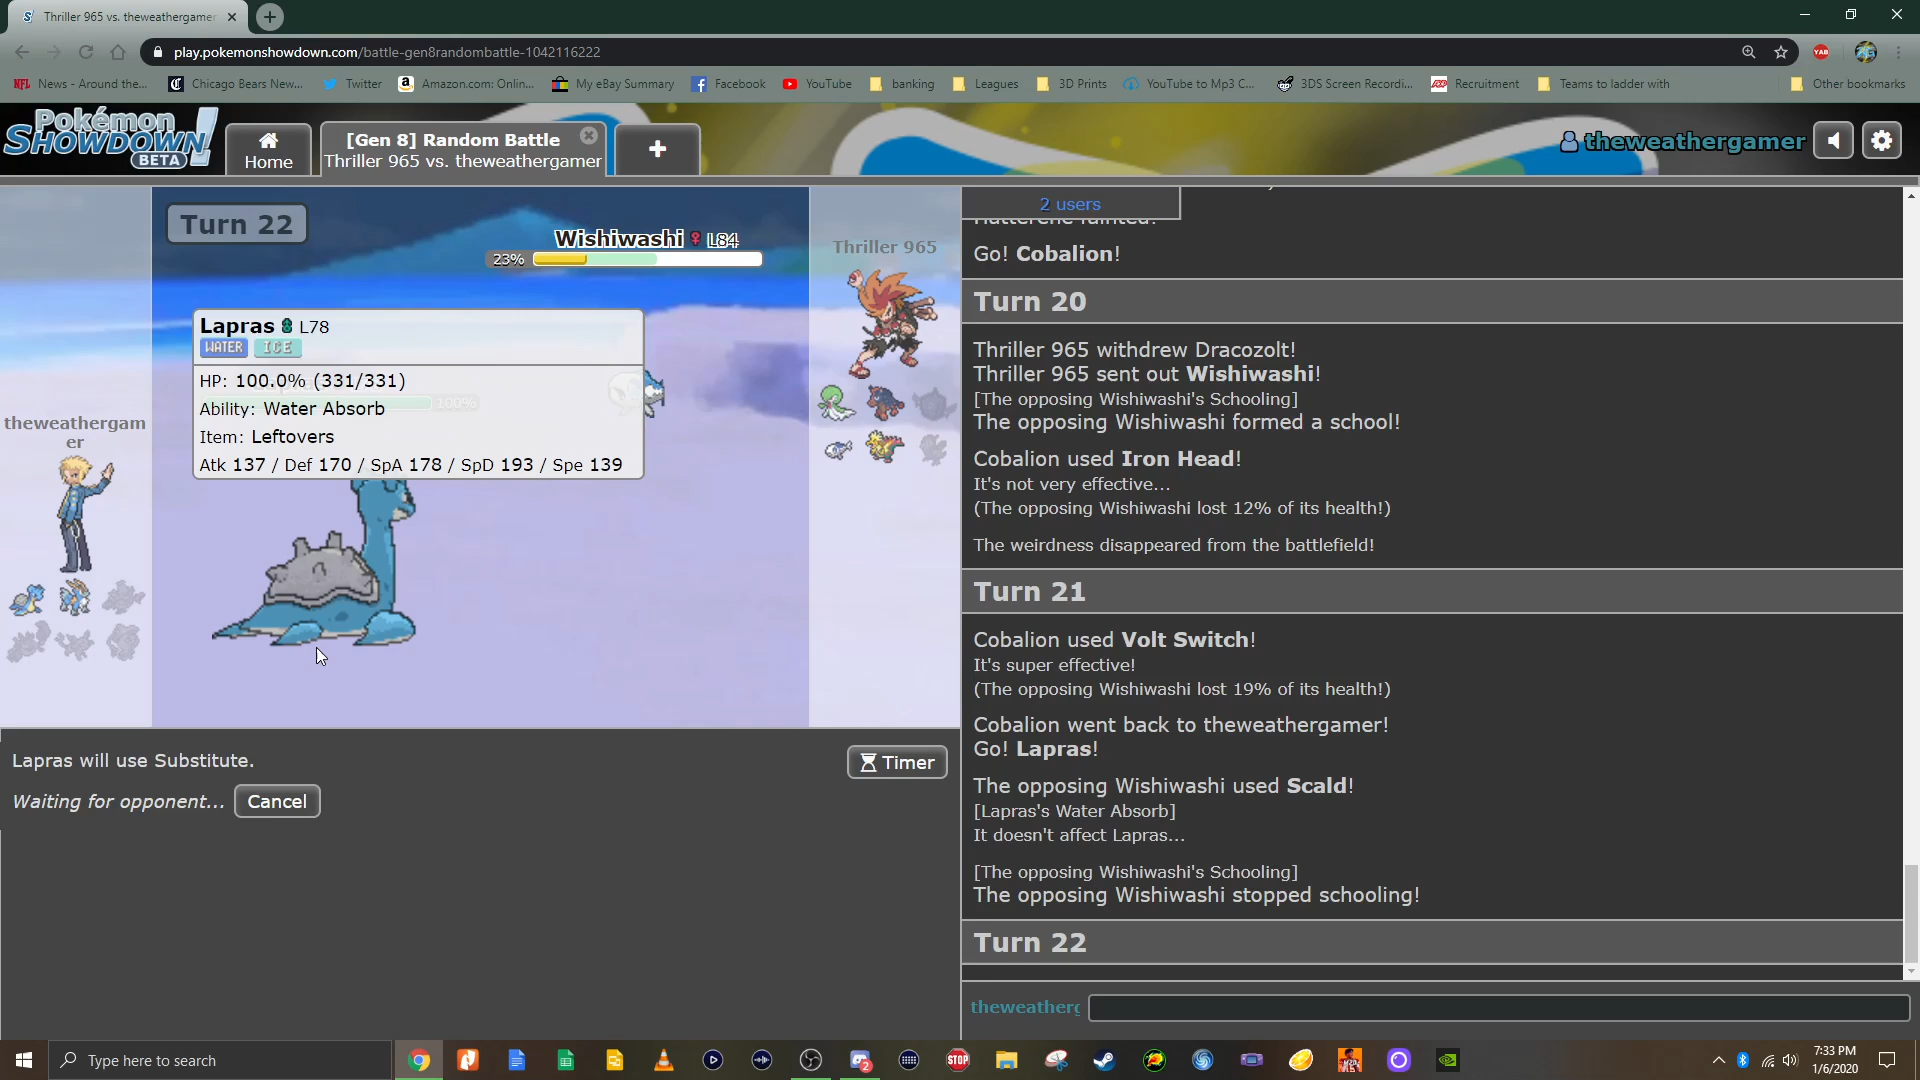 Thriller 965 vs. theweathergamer
play.pokemonshowdown.com/battle-gen8randombattle-1042116222
YAB
NFL News - Around the...
Chicago Bears New...
Twitter
Amazon.com: Onlin...
My eBay Summary
Facebook
YouTube
banking
Leagues
3D Prints
YouTube to Mp3 C...
3DS Screen Recordi...
Recruitment
Teams to ladder with
Other bookmarks
Pokémon
SHOWDOWN!
BETA
Home
[Gen 8] Random Battle
Thriller 965 vs. theweathergamer
theweathergamer
Turn 22
Wishiwashi L84
23%
Thriller 965
Lapras L78
WATER ICE
HP: 100.0% (331/331)
Ability: Water Absorb
100%
Item: Leftovers
Atk 137 / Def 170 / SpA 178 / SpD 193 / Spe 139
theweathergam
er
Lapras will use Substitute.
Timer
Waiting for opponent...
Cancel
2 users
Hatterene fainted!
Go! Cobalion!
Turn 20
Thriller 965 withdrew Dracozolt!
Thriller 965 sent out Wishiwashi!
[The opposing Wishiwashi's Schooling]
The opposing Wishiwashi formed a school!
Cobalion used Iron Head!
It's not very effective...
(The opposing Wishiwashi lost 12% of its health!)
The weirdness disappeared from the battlefield!
Turn 21
Cobalion used Volt Switch!
It's super effective!
(The opposing Wishiwashi lost 19% of its health!)
Cobalion went back to theweathergamer!
Go! Lapras!
The opposing Wishiwashi used Scald!
[Lapras's Water Absorb]
It doesn't affect Lapras...
[The opposing Wishiwashi's Schooling]
The opposing Wishiwashi stopped schooling!
Turn 22
theweatherg
Type here to search
STOP
2
7:33 PM
1/6/2020